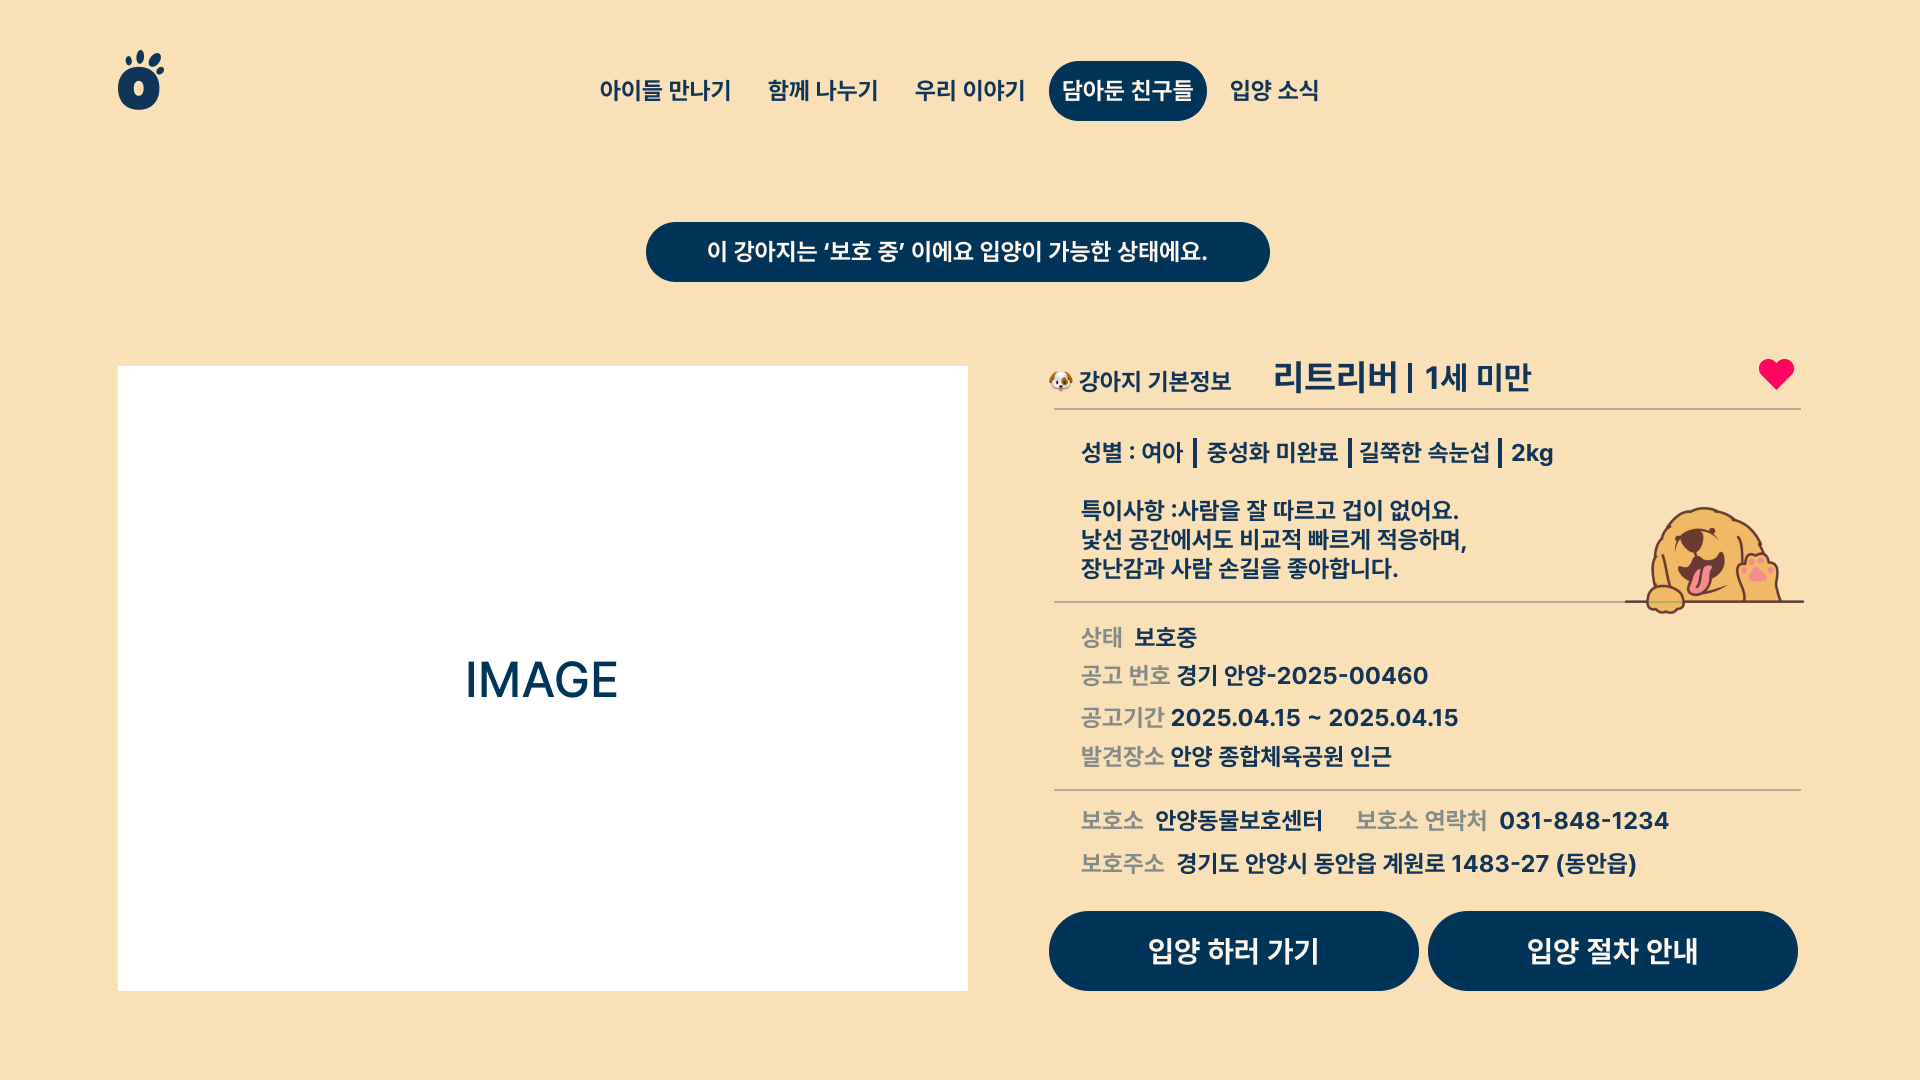 아이들 만나기 함께 나누기 우리 이야기 담아둔 친구들 입양 소식
이 강아지는 ‘보호 중’ 이에요 입양이 가능한 상태에요.
IMAGE
🐶 강아지 기본정보 리트리버 | 1세 미만
성별 : 여아 | 중성화 미완료 | 길쭉한 속눈섭 | 2kg
특이사항 :사람을 잘 따르고 겁이 없어요.
낯선 공간에서도 비교적 빠르게 적응하며,
장난감과 사람 손길을 좋아합니다.
상태 보호중
공고 번호 경기 안양-2025-00460
공고기간 2025.04.15 ~ 2025.04.15
발견장소 안양 종합체육공원 인근
보호소 안양동물보호센터 보호소 연락처 031-848-1234
보호주소 경기도 안양시 동안읍 계원로 1483-27 (동안읍)
입양 하러 가기 입양 절차 안내